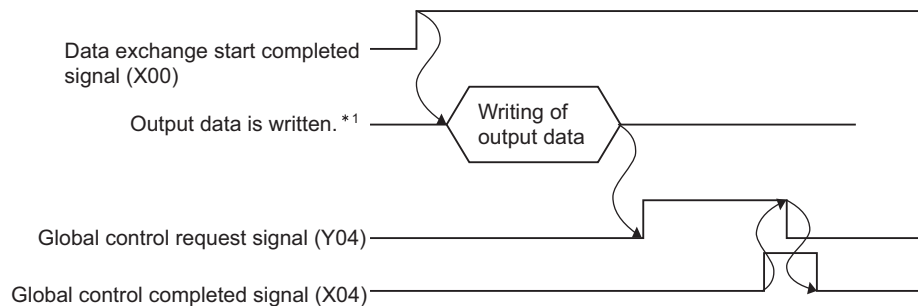 Data exchange start completed
signal (X00)
Output data is written. *1
Writing of
output data
Global control request signal (Y04)
Global control completed signal (X04)